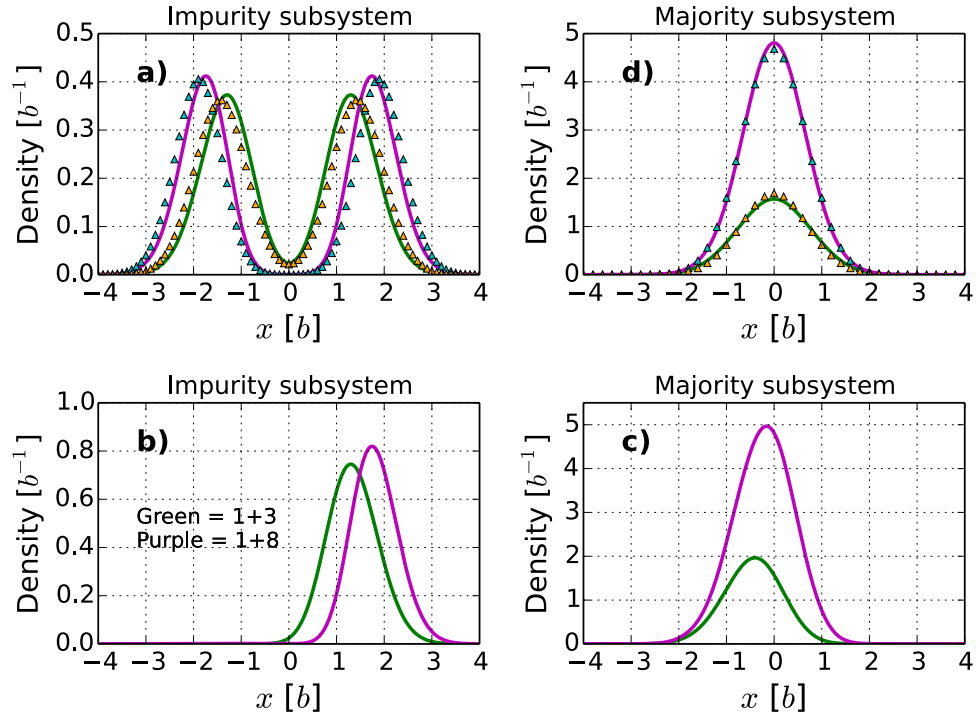 Impurity subsystem
a)
0.5
0.4
0.3
0.2
0.1
0.0
Density [b⁻¹]
−4 −3 −2 −1 0 1 2 3 4
x [b]
Majority subsystem
d)
5
4
3
2
1
0
Density [b⁻¹]
−4 −3 −2 −1 0 1 2 3 4
x [b]
Impurity subsystem
b)
1.0
0.8
0.6
0.4
0.2
0.0
Density [b⁻¹]
Green = 1+3
Purple = 1+8
−4 −3 −2 −1 0 1 2 3 4
x [b]
Majority subsystem
c)
5
4
3
2
1
0
Density [b⁻¹]
−4 −3 −2 −1 0 1 2 3 4
x [b]